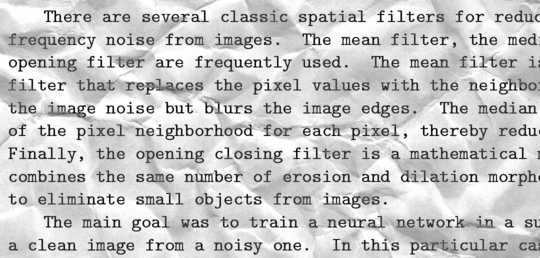 There are several classic spatial filters for reduc
frequency noise from images. The mean filter, the medi
opening filter are frequently used. The mean filter is
filter that replaces the pixel values with the neighbor
the image noise but blurs the image edges. The median
of the pixel neighborhood for each pixel, thereby reduc
Finally, the opening closing filter is a mathematical m
combines the same number of erosion and dilation morpho
to eliminate small objects from images.
The main goal was to train a neural network in a su
a clean image from a noisy one. In this particular cas